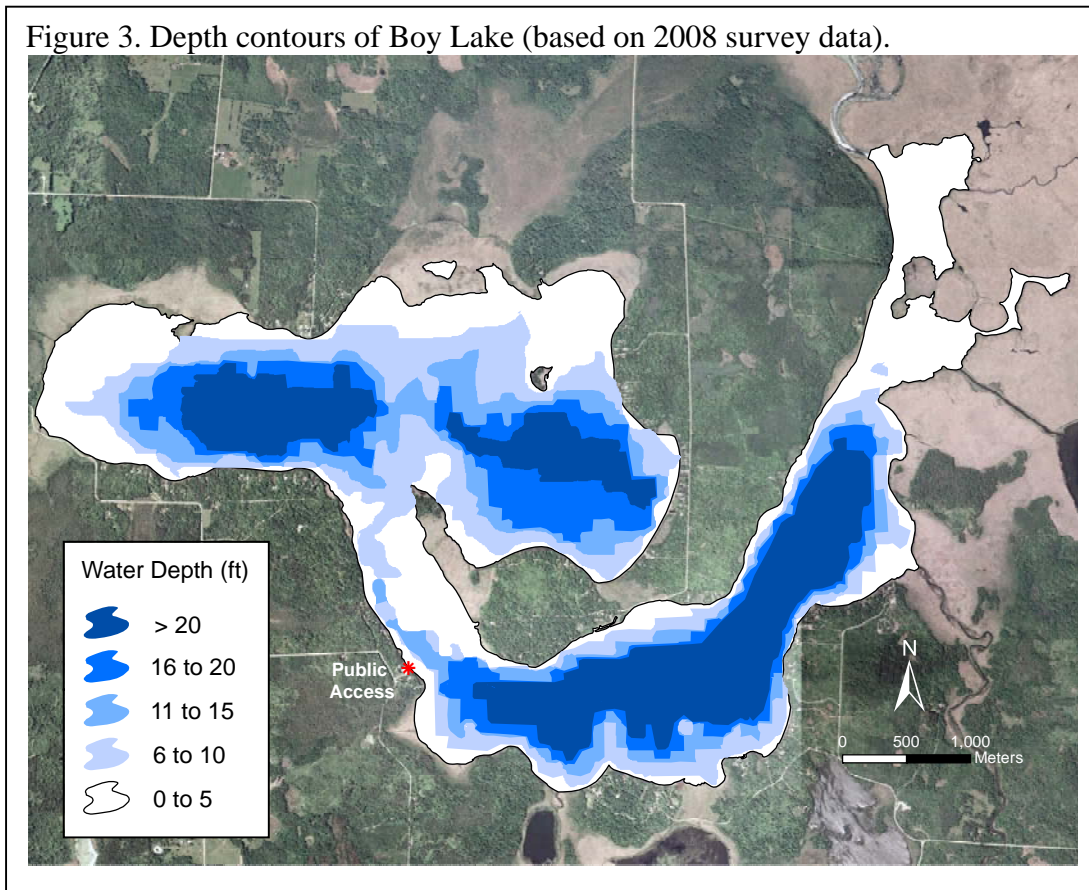 Figure 3. Depth contours of Boy Lake (based on 2008 survey data).
Water Depth (ft)
> 20
16 to 20
11 to 15
6 to 10
0 to 5
Public
Access
N
0 500 1,000
Meters